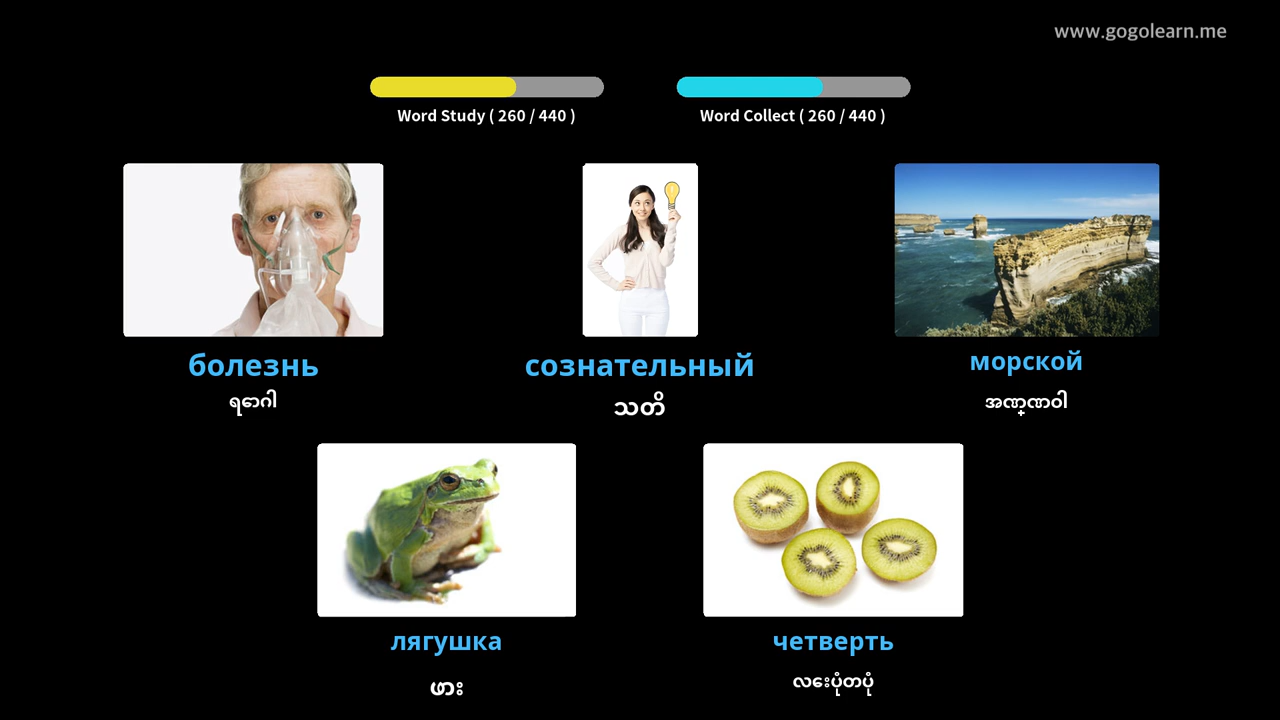 www.gogolearn.me
Word Study ( 260 / 440 )
Word Collect ( 260 / 440 )
болезнь
сознательный
морской
ရောဂါ
သတိ
အဏ္ဏဝါ
лягушка
четверть
ဖား
လေးပုံတပုံ